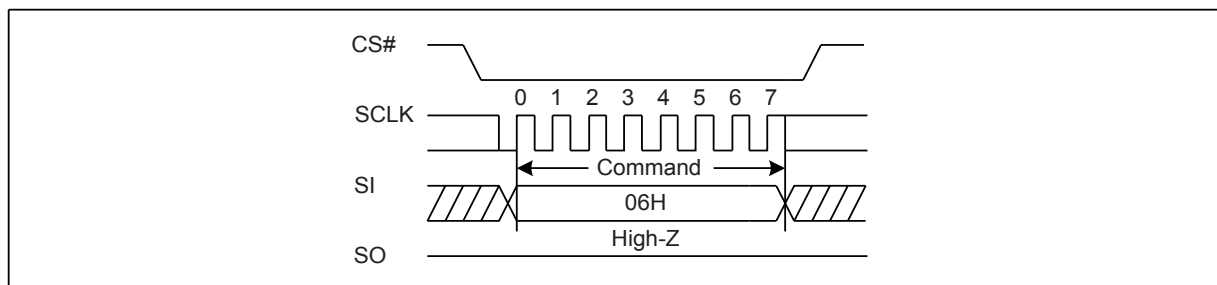 CS#
0 1 2 3 4 5 6 7
SCLK
Command
SI
06H
High-Z
SO